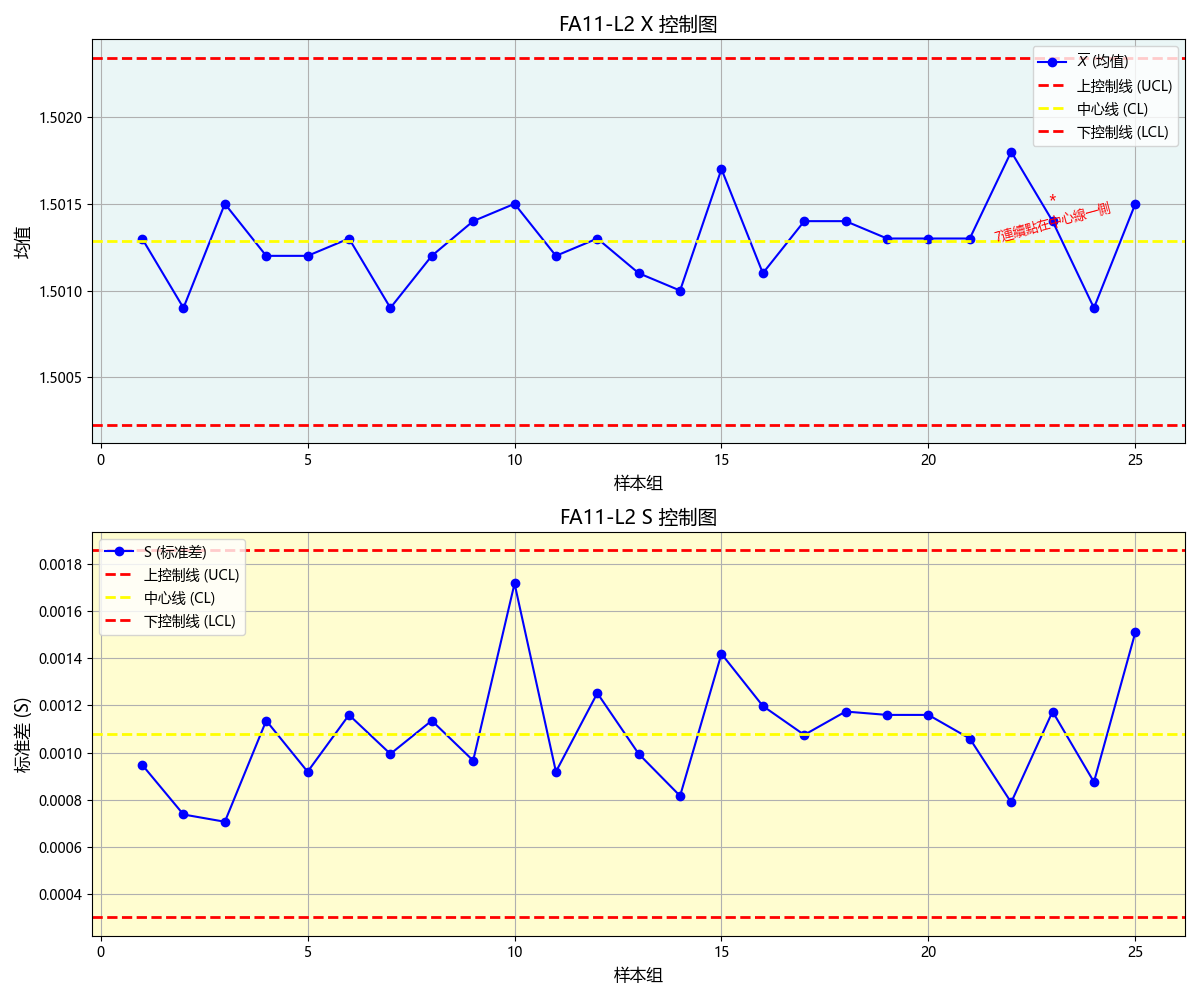 FA11-L2 X 控制图
X (均值)
上控制线 (UCL)
中心线 (CL)
下控制线 (LCL)
均值
1.5020
1.5015
1.5010
1.5005
*
7連續點在中心線一側
0 5 10 15 20 25
样本组
FA11-L2 S 控制图
S (标准差)
上控制线 (UCL)
中心线 (CL)
下控制线 (LCL)
标准差 (S)
0.0018
0.0016
0.0014
0.0012
0.0010
0.0008
0.0006
0.0004
0 5 10 15 20 25
样本组